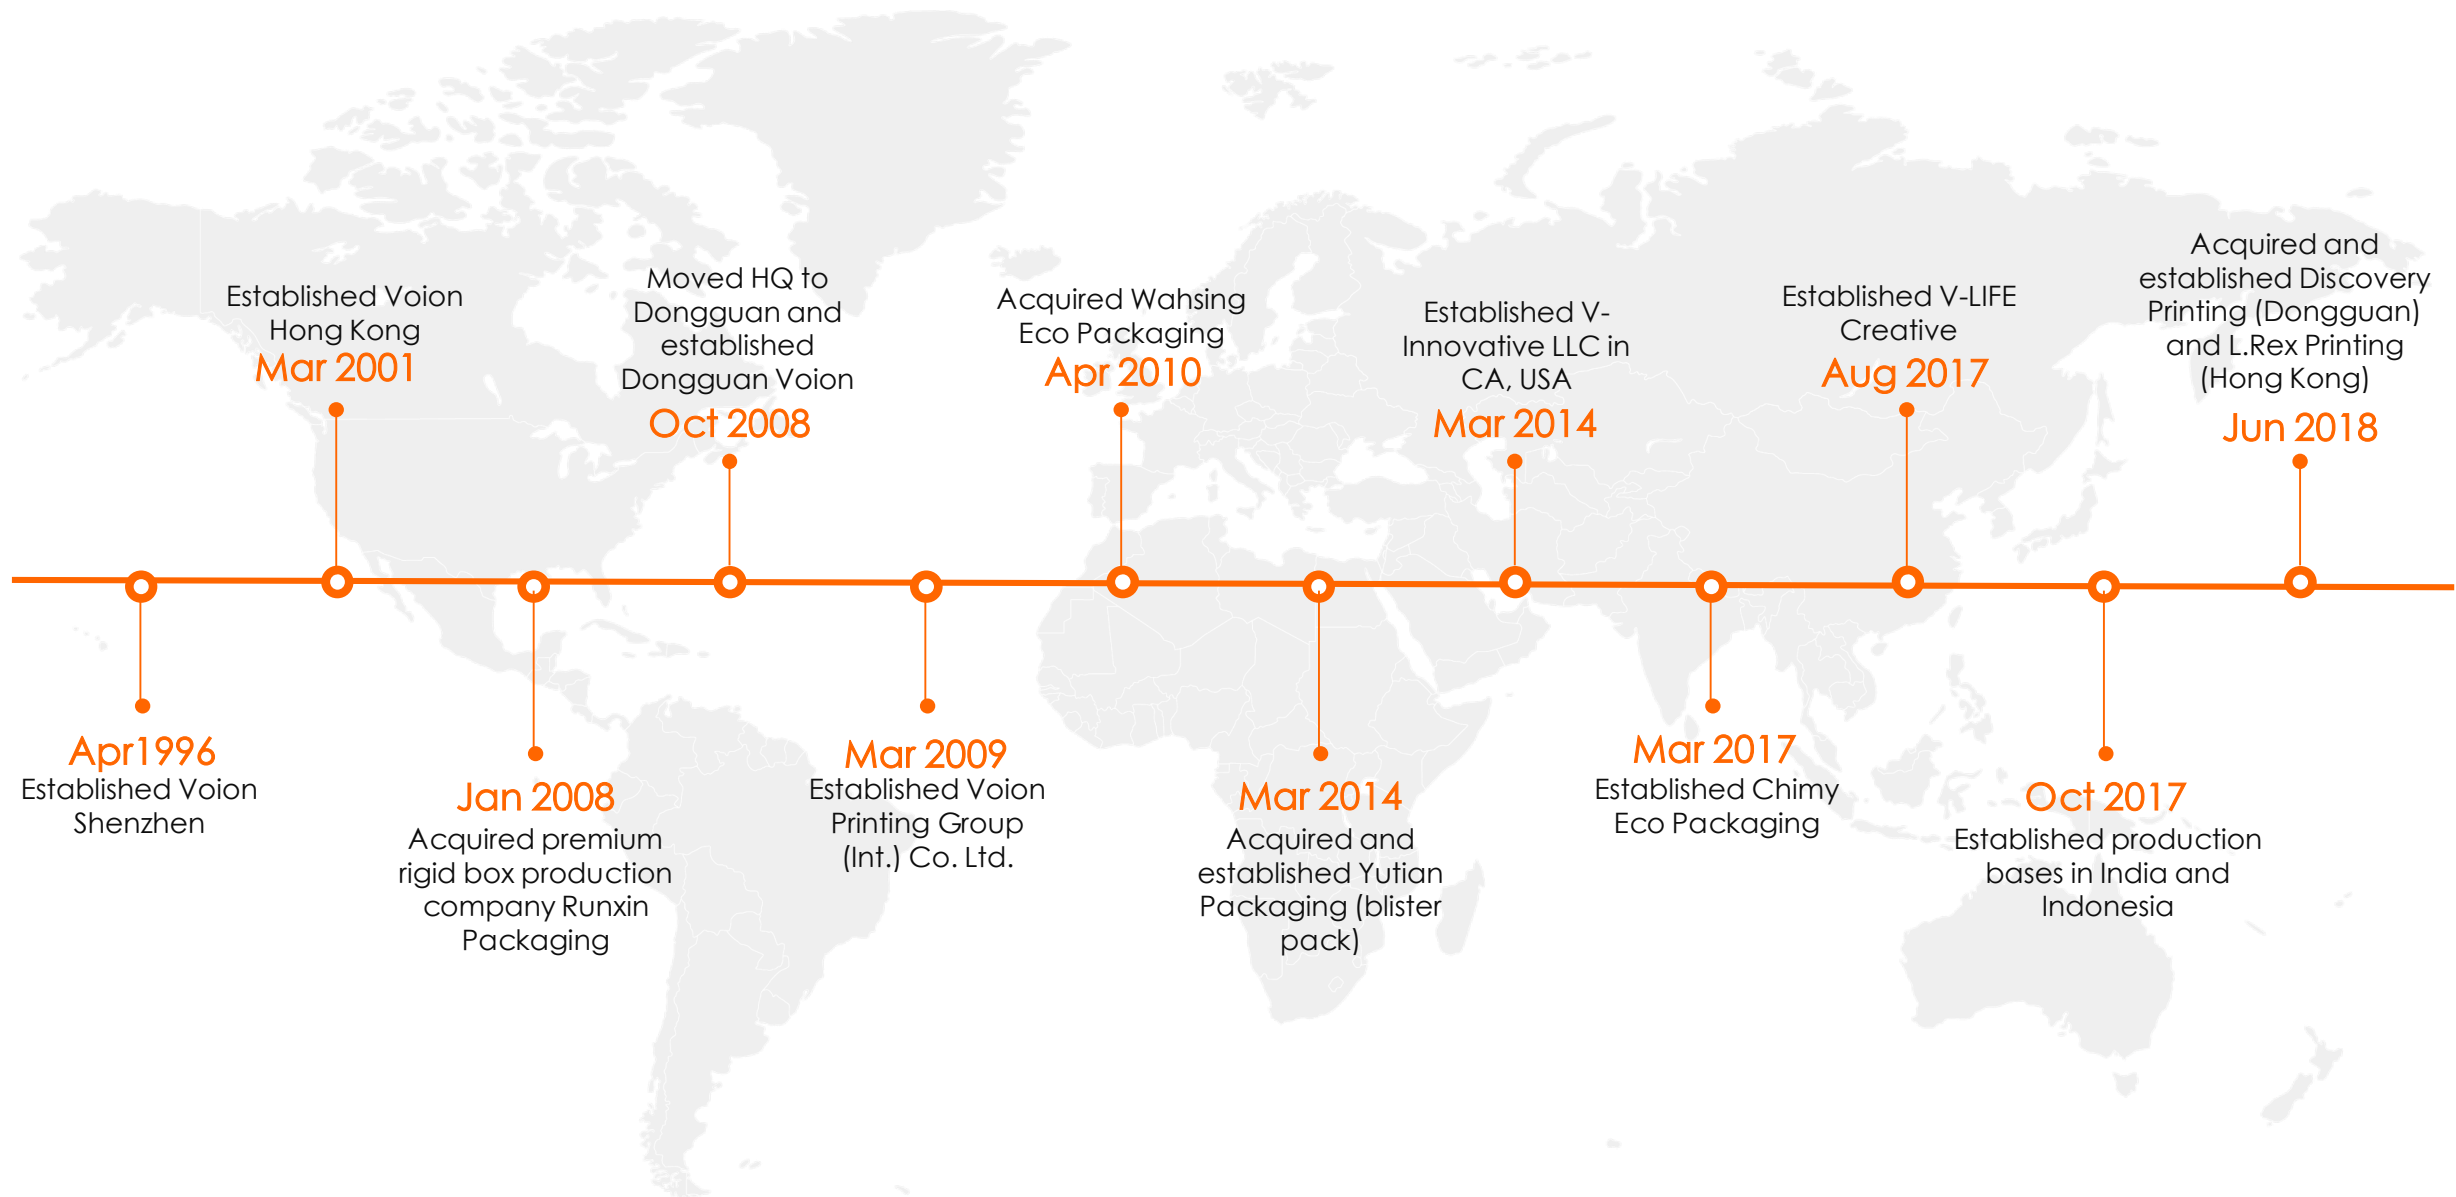 Apr1996
Established Voion
Shenzhen
Established Voion
Hong Kong
Mar 2001
Jan 2008
Acquired premium
rigid box production
company Runxin
Packaging
Moved HQ to
Dongguan and
established
Dongguan Voion
Oct 2008
Mar 2009
Established Voion
Printing Group
(Int.) Co. Ltd.
Acquired Wahsing
Eco Packaging
Apr 2010
Mar 2014
Acquired and
established Yutian
Packaging (blister
pack)
Established V-
Innovative LLC in
CA, USA
Mar 2014
Mar 2017
Established Chimy
Eco Packaging
Established V-LIFE
Creative
Aug 2017
Oct 2017
Established production
bases in India and
Indonesia
Acquired and
established Discovery
Printing (Dongguan)
and L.Rex Printing
(Hong Kong)
Jun 2018